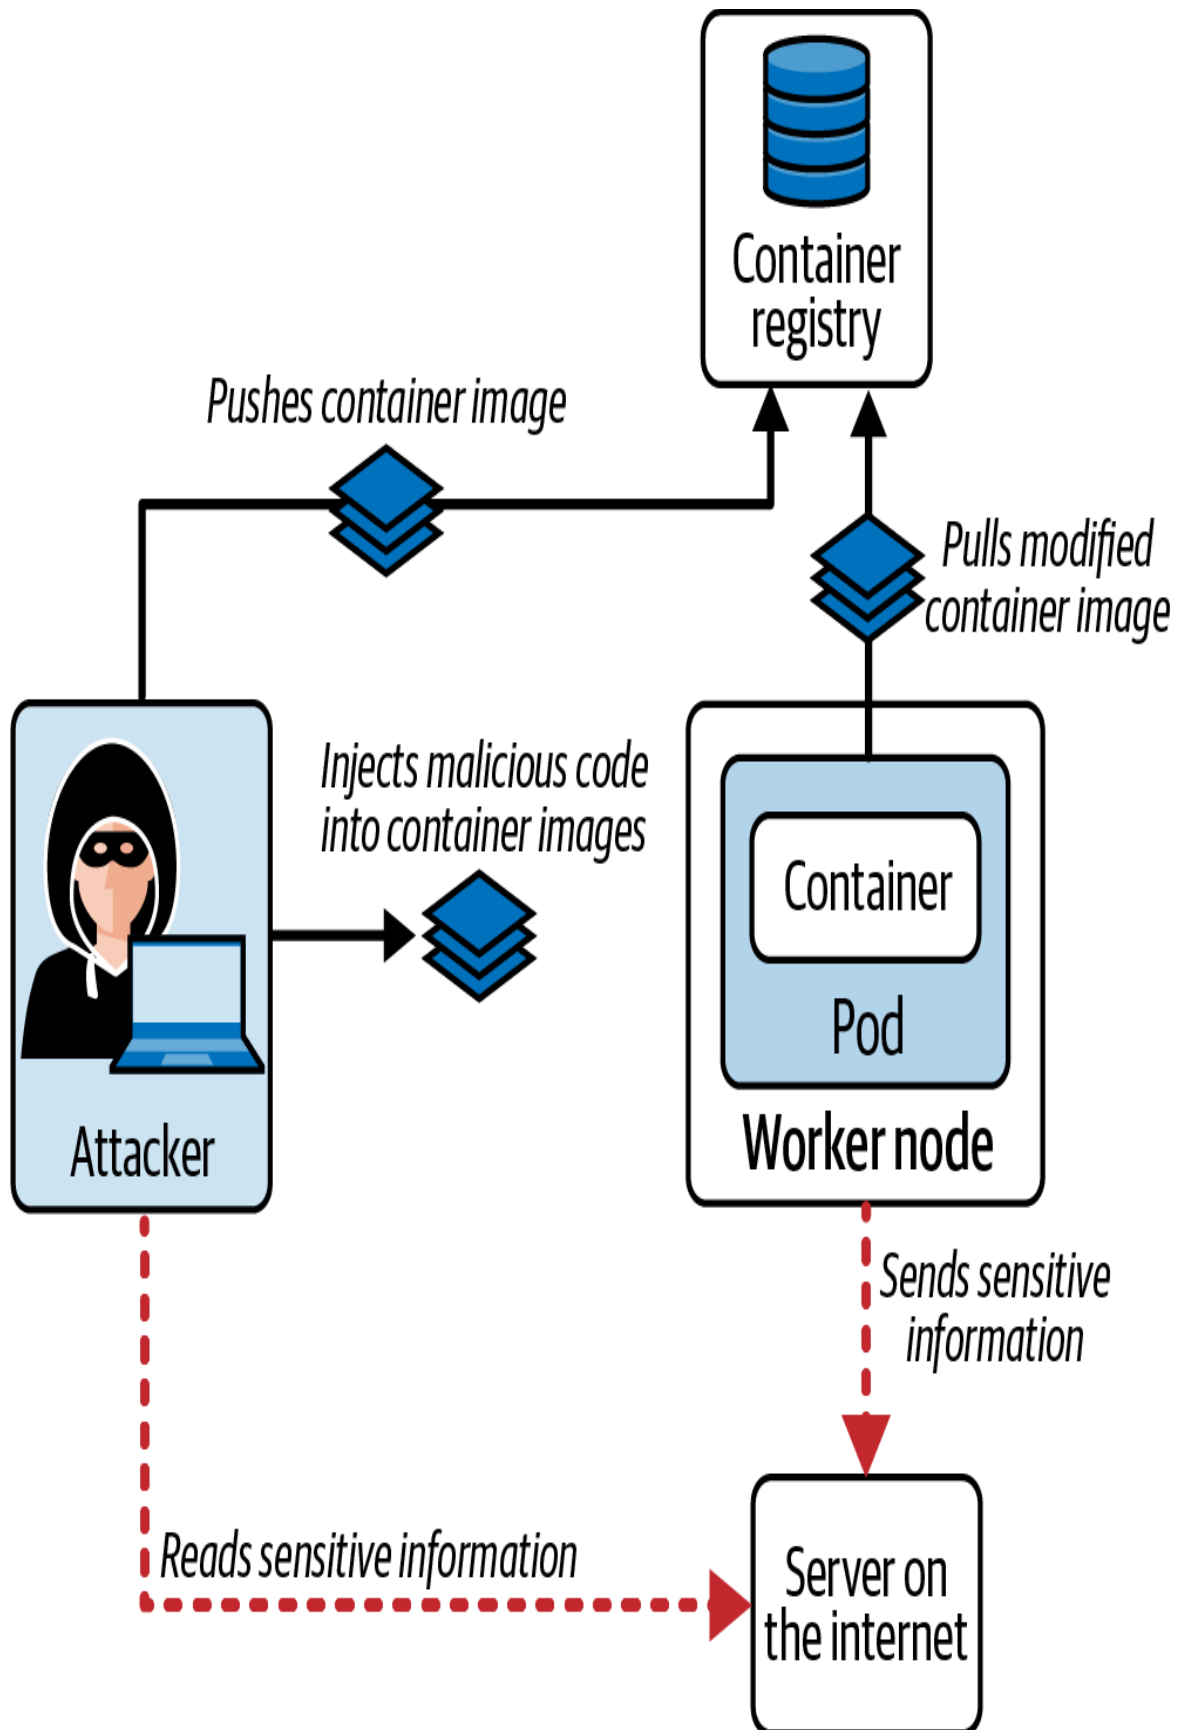 Container
registry
Pushes container image
Pulls modified
container image
Injects malicious code
into container images
Container
Pod
Worker node
Attacker
Sends sensitive
information
Reads sensitive information
Server on
the internet